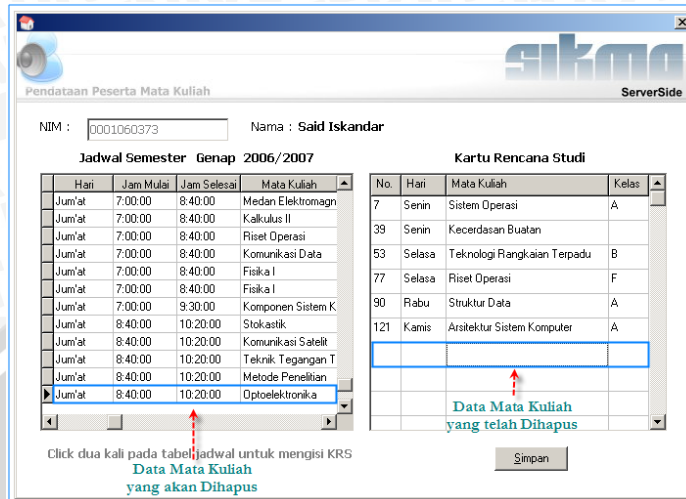 sikma
Pendataan Peserta Mata Kuliah
ServerSide
NIM : 0001060373 Nama : Said Iskandar
Jadwal Semester Genap 2006/2007
Hari Jam Mulai Jam Selesai Mata Kuliah
Jum'at 7:00:00 8:40:00 Medan Elektromagn
Jum'at 7:00:00 8:40:00 Kalkulus II
Jum'at 7:00:00 8:40:00 Riset Operasi
Jum'at 7:00:00 8:40:00 Komunikasi Data
Jum'at 7:00:00 8:40:00 Fisika I
Jum'at 7:00:00 8:40:00 Fisika I
Jum'at 7:00:00 9:30:00 Komponen Sistem K
Jum'at 8:40:00 10:20:00 Stokastik
Jum'at 8:40:00 10:20:00 Komunikasi Satelit
Jum'at 8:40:00 10:20:00 Teknik Tegangan T
Jum'at 8:40:00 10:20:00 Metode Penelitian
Jum'at 8:40:00 10:20:00 Optoelektronika
Click dua kali pada tabel jadwal untuk mengisi KRS
Data Mata Kuliah
yang akan Dihapus
Kartu Rencana Studi
No. Hari Mata Kuliah Kelas
7 Senin Sistem Operasi A
39 Senin Kecerdasan Buatan
53 Selasa Teknologi Rangkaian Terpadu B
77 Selasa Riset Operasi F
90 Rabu Struktur Data A
121 Kamis Arsitektur Sistem Komputer A
Data Mata Kuliah
yang telah Dihapus
Simpan